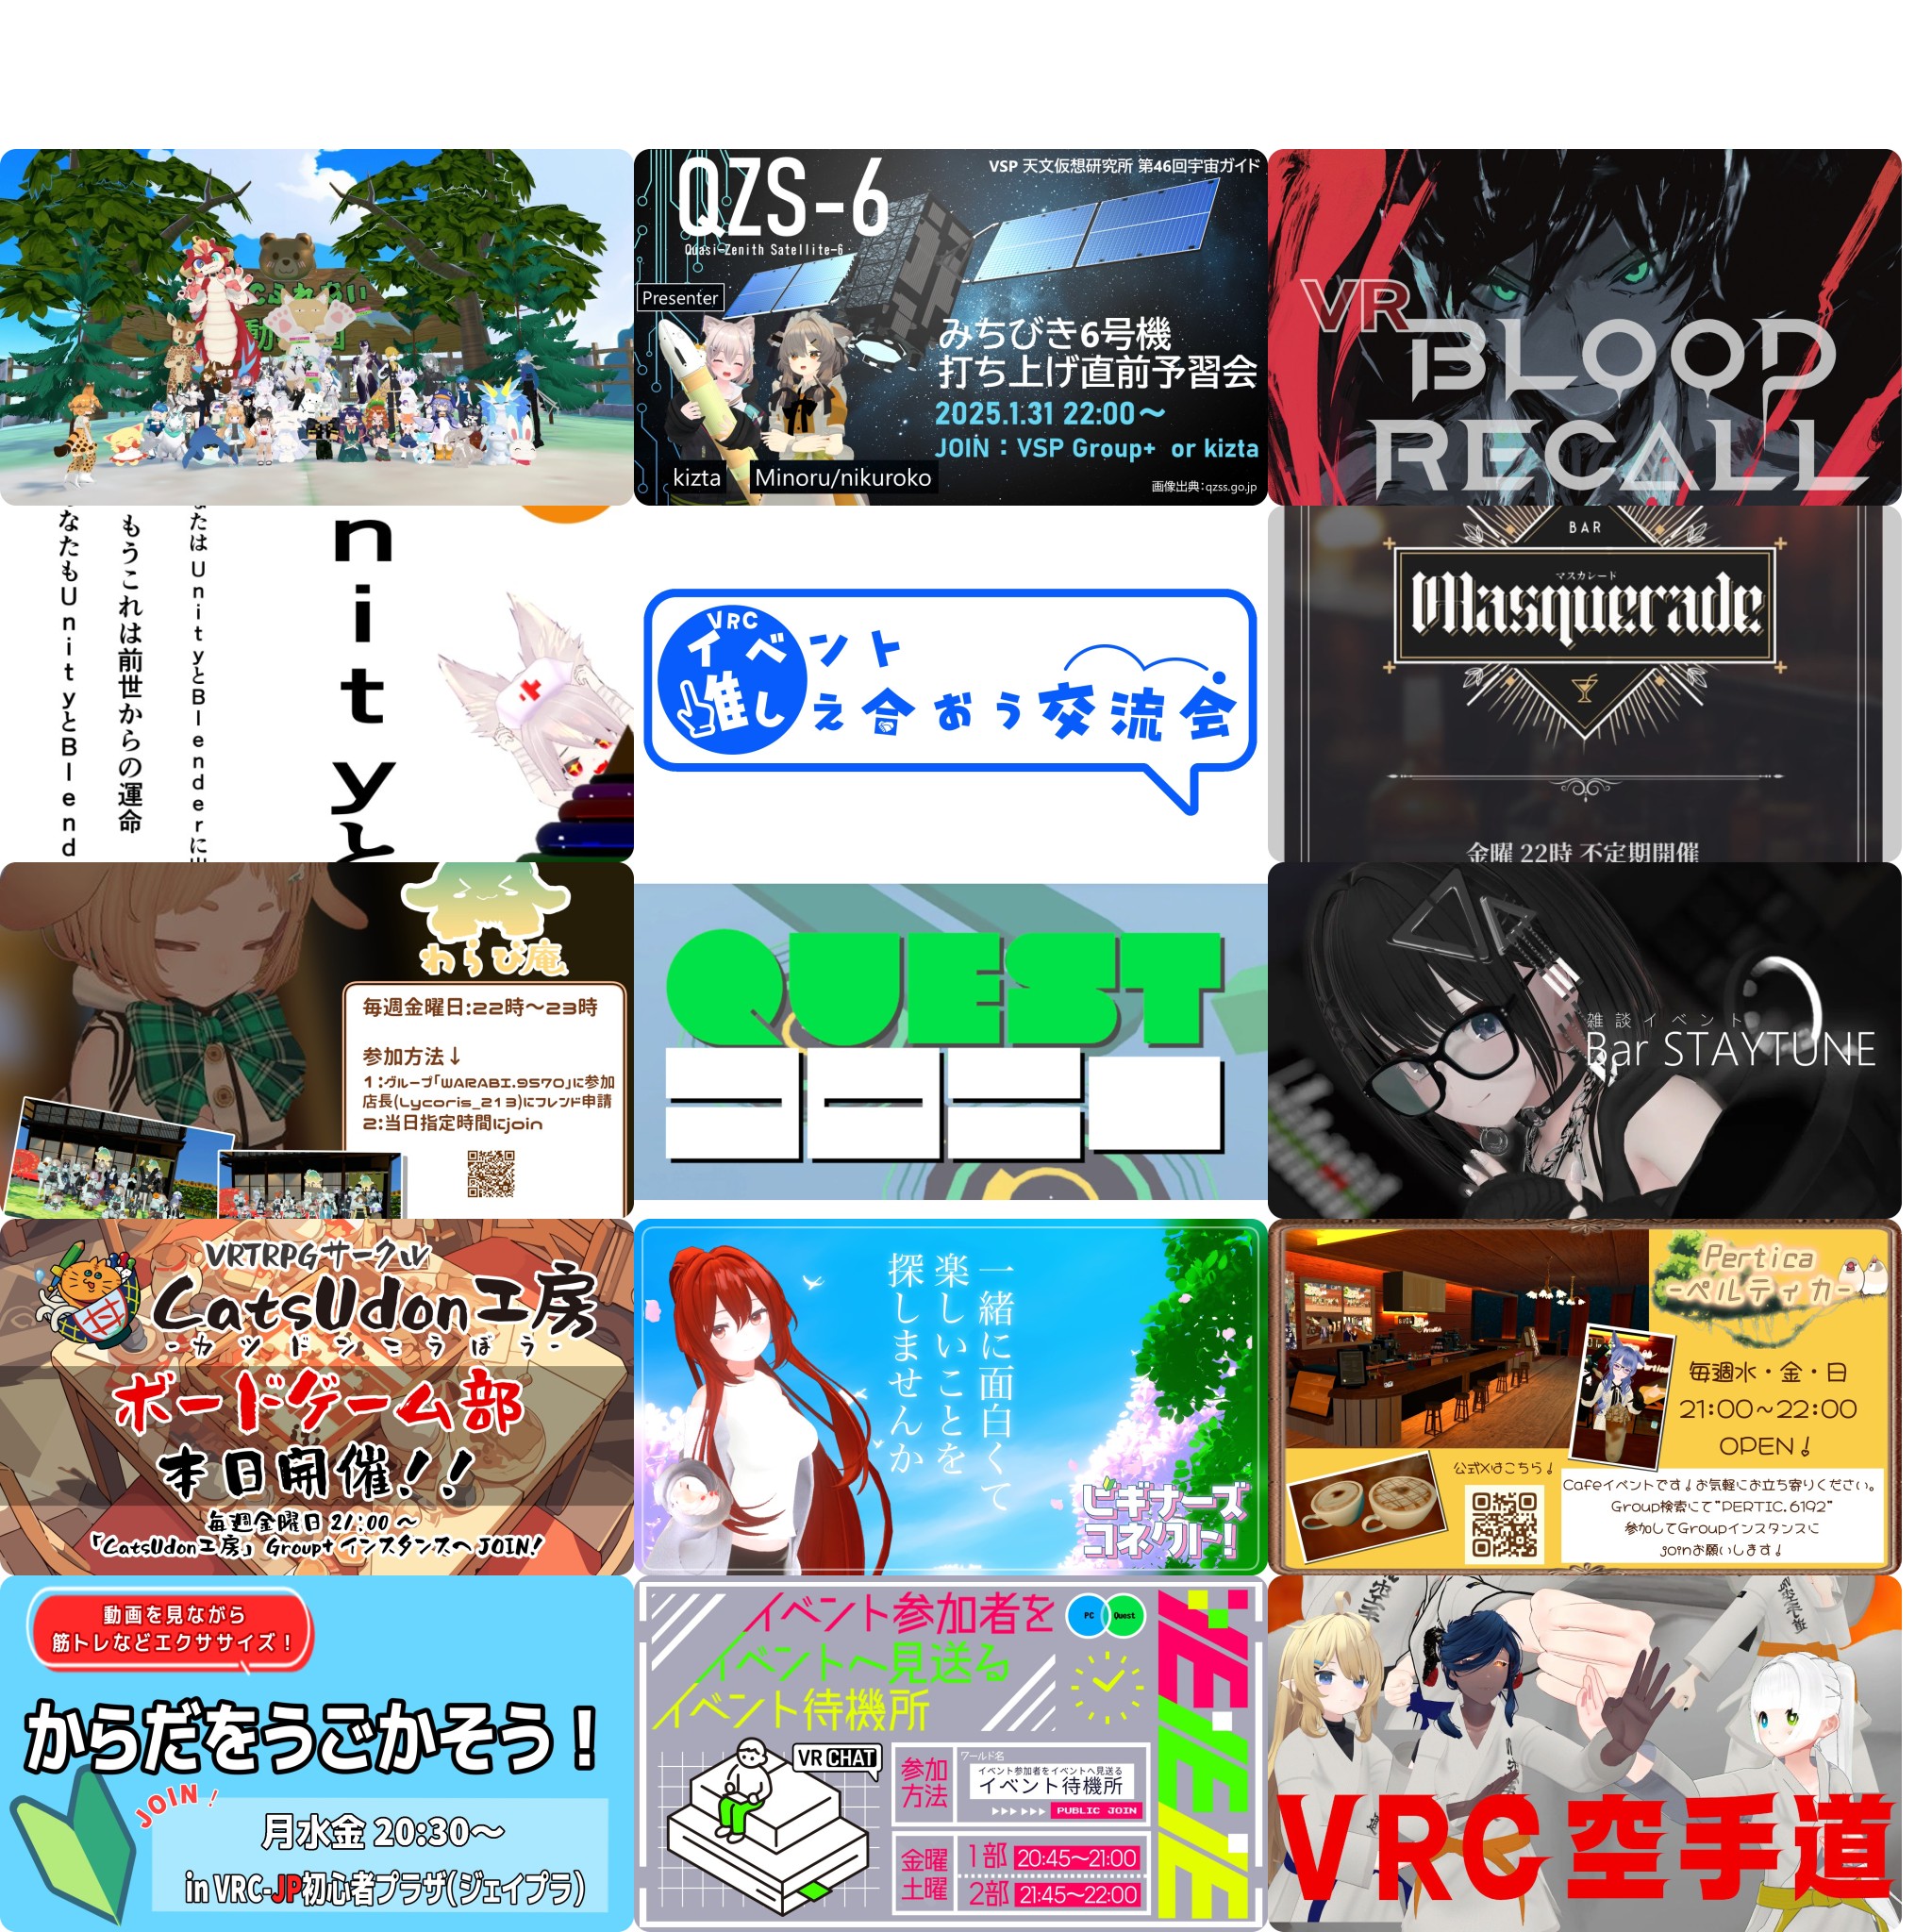 ふれあい
動
園
QZS-6
Quasi-Zenith Satellite-6
VSP 天文仮想研究所 第46回宇宙ガイド
Presenter
みちびき6号機
打ち上げ直前予習会
2025.1.31 22:00～
JOIN：VSP Group+ or kizta
kizta
Minoru/nikuroko
画像出典：qzss.go.jp
VR
BLOOD
RECALL
nityと
たは UnityとBlenderに
もうこれは前世からの運命
なたもUnityとBlend
VRC
イベント
推し え合おう交流会
BAR
マスカレード
Masquerade
金曜 22時 不定期開催
わらび庵
毎週金曜日:22時～23時
参加方法↓
1:グループ「WARABI.9570」に参加
店長(Lycoris_213)にフレンド申請
2:当日指定時間にjoin
QUEST
雑談イベント
Bar STAYTUNE
VRTRPGサークル
CatsUdon工房
-カツドンこうぼう-
ボードゲーム部
本日開催!!
毎週金曜日 21:00 ～
「CatsUdon工房」 Group+ インスタンスへ JOIN!
一緒に面白くて
楽しいことを
探しませんか
ビギナーズ
コネクト!
Pertica
-ペルティカ-
毎週水・金・日
21:00～22:00
OPEN！
公式Xはこちら！
Cafeイベントです！お気軽にお立ち寄りください。
Group検索にて"PERTIC.6192"
参加してGroupインスタンスに
joinお願いします！
動画を見ながら
筋トレなどエクササイズ！
からだをうごかそう！
JOIN！
月水金 20:30～
in VRC-JP初心者プラザ(ジェイプラ)
イベント参加者を
イベントへ見送る
イベント待機所
PC
Quest
VRCHAT
参加
方法
ワールド名
イベント参加者をイベントへ見送る
イベント待機所
PUBLIC JOIN
金曜
土曜
1部 20:45～21:00
2部 21:45～22:00
VRC空手道